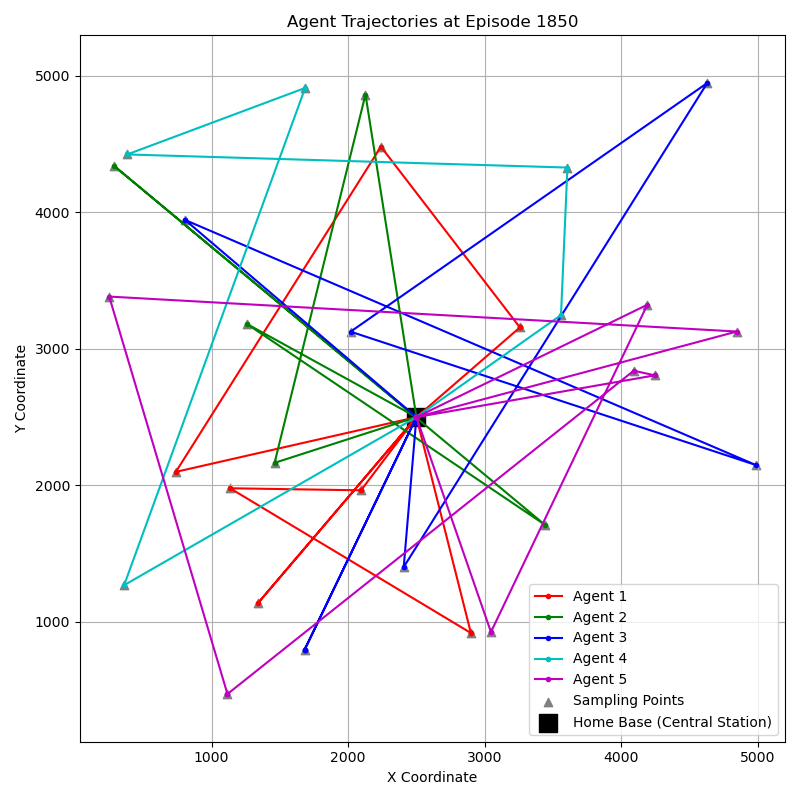 Agent Trajectories at Episode 1850
Y Coordinate
5000
4000
3000
2000
1000
Agent 1
Agent 2
Agent 3
Agent 4
Agent 5
Sampling Points
Home Base (Central Station)
1000 2000 3000 4000 5000
X Coordinate